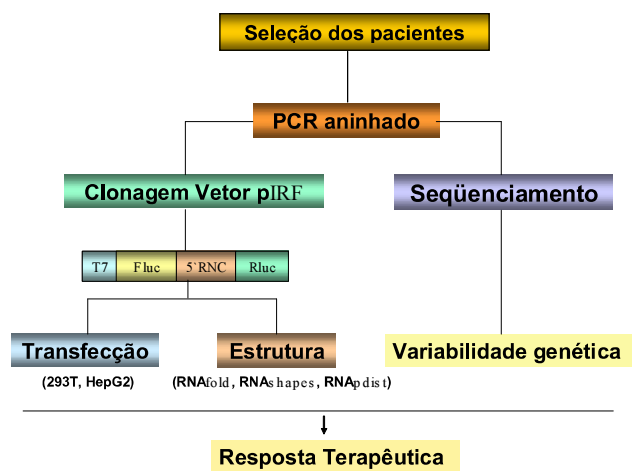 Seleção dos pacientes
PCR aninhado
Clonagem Vetor pIRF
Seqüenciamento
T7 Fluc 5`RNC Rluc
Transfecção
Estrutura
Variabilidade genética
(293T, HepG2)
(RNAfold, RNAshapes, RNApdist)
Resposta Terapêutica